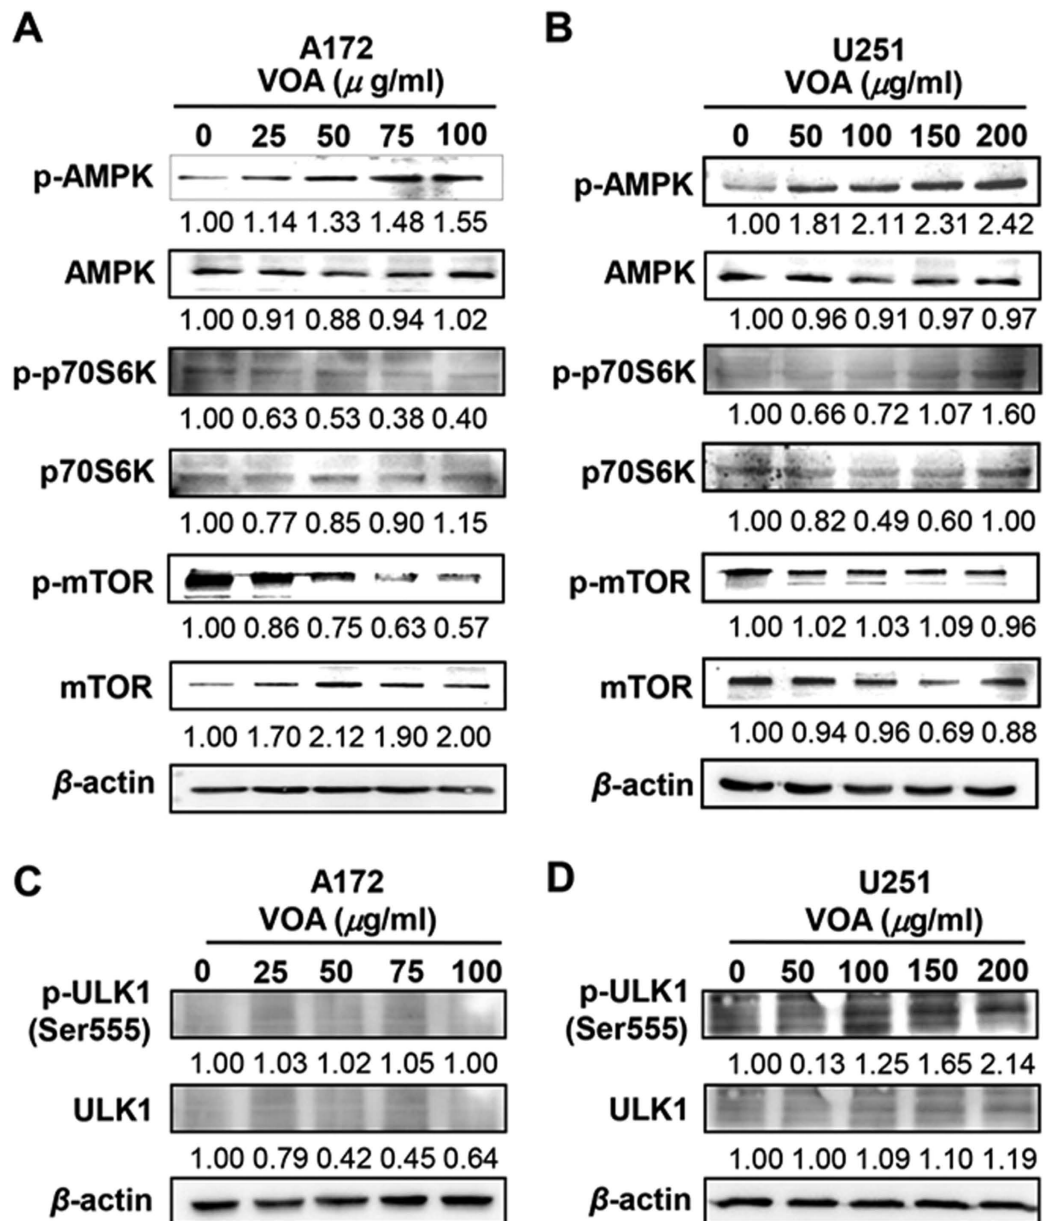 A
A172
VOA (μ g/ml)
0 25 50 75 100
p-AMPK
1.00 1.14 1.33 1.48 1.55
AMPK
1.00 0.91 0.88 0.94 1.02
p-p70S6K
1.00 0.63 0.53 0.38 0.40
p70S6K
1.00 0.77 0.85 0.90 1.15
p-mTOR
1.00 0.86 0.75 0.63 0.57
mTOR
1.00 1.70 2.12 1.90 2.00
β-actin
B
U251
VOA (μg/ml)
0 50 100 150 200
p-AMPK
1.00 1.81 2.11 2.31 2.42
AMPK
1.00 0.96 0.91 0.97 0.97
p-p70S6K
1.00 0.66 0.72 1.07 1.60
p70S6K
1.00 0.82 0.49 0.60 1.00
p-mTOR
1.00 1.02 1.03 1.09 0.96
mTOR
1.00 0.94 0.96 0.69 0.88
β-actin
C
A172
VOA (μg/ml)
0 25 50 75 100
p-ULK1
(Ser555)
1.00 1.03 1.02 1.05 1.00
ULK1
1.00 0.79 0.42 0.45 0.64
β-actin
D
U251
VOA (μg/ml)
0 50 100 150 200
p-ULK1
(Ser555)
1.00 0.13 1.25 1.65 2.14
ULK1
1.00 1.00 1.09 1.10 1.19
β-actin